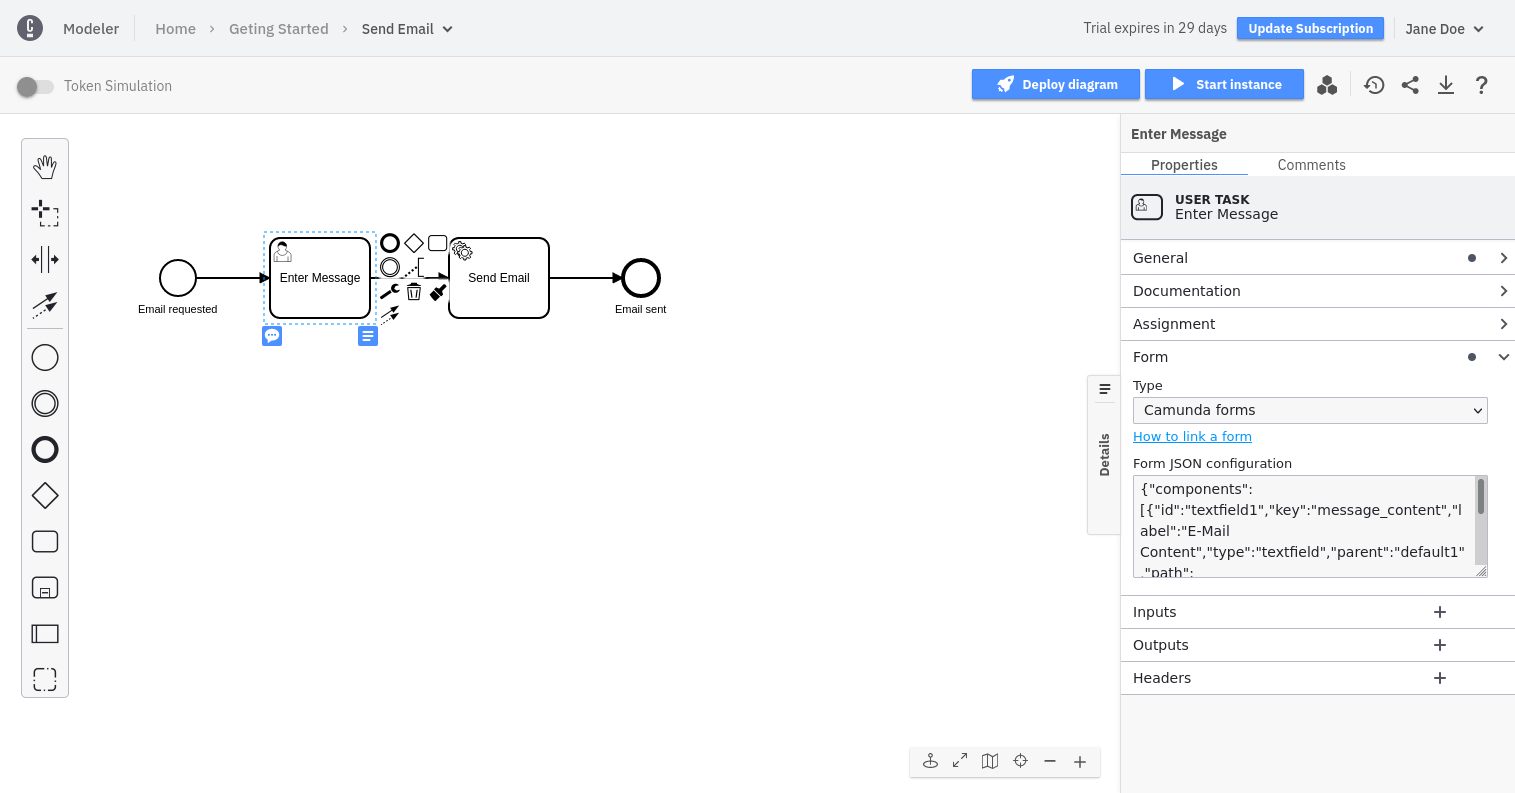 Modeler
Home
Geting Started
Send Email
Trial expires in 29 days
Update Subscription
Jane Doe
Token Simulation
Deploy diagram
Start instance
?
Enter Message
Send Email
Email requested
Email sent
Details
Enter Message
Properties
Comments
USER TASK
Enter Message
General
Documentation
Assignment
Form
Type
Camunda forms
How to link a form
Form JSON configuration
{"components":
[{"id":"textfield1","key":"message_content","l
abel":"E-Mail
Content","type":"textfield","parent":"default1"
,"path":
Inputs
Outputs
Headers